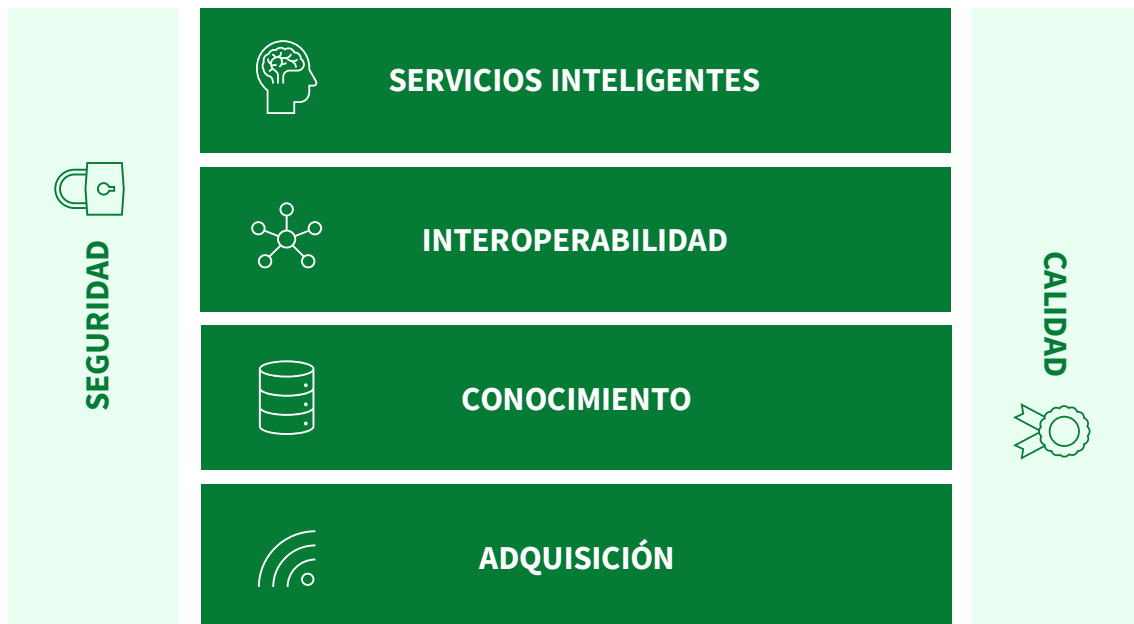 SEGURIDAD
SERVICIOS INTELIGENTES
INTEROPERABILIDAD
CONOCIMIENTO
ADQUISICIÓN
CALIDAD